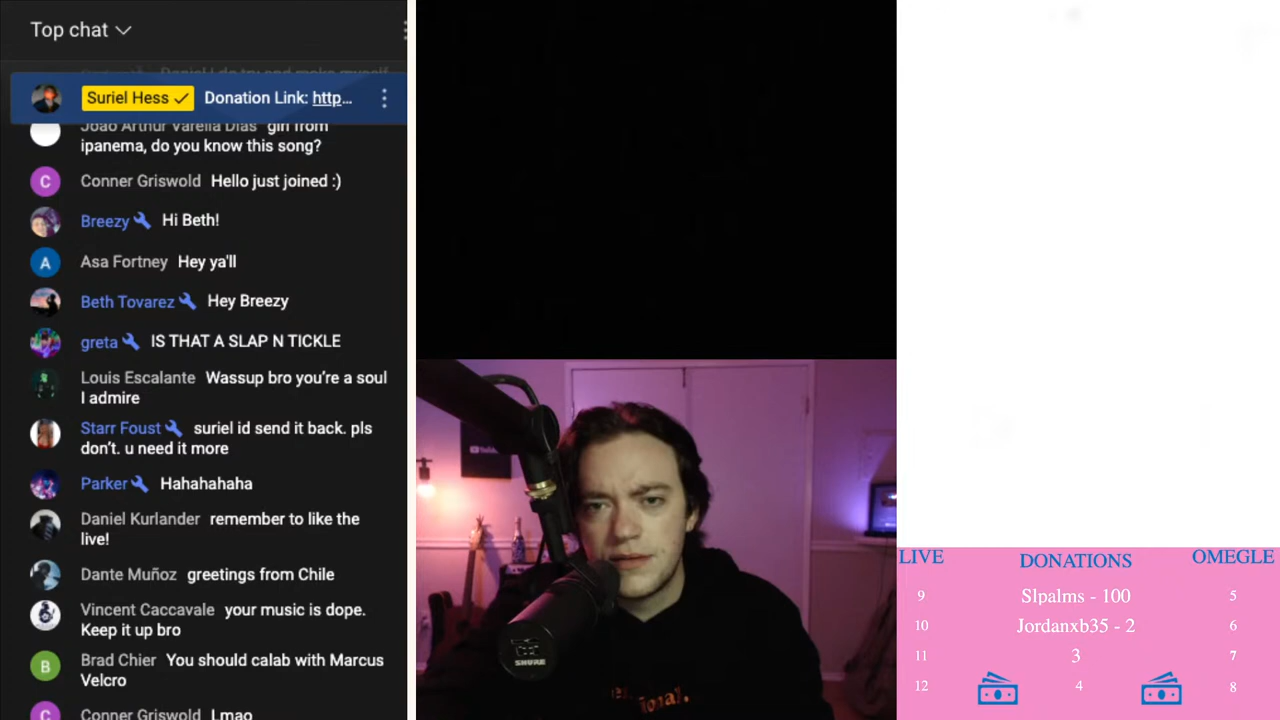 Top chat
Suriel Hess Donation Link: http...
João Arthur Varella Dias girl from
ipanema, do you know this song?
Conner Griswold Hello just joined :)
Breezy Hi Beth!
Asa Fortney Hey ya'll
Beth Tovarez Hey Breezy
greta IS THAT A SLAP N TICKLE
Louis Escalante Wassup bro you're a soul
I admire
Starr Foust suriel id send it back. pls
don't. u need it more
Parker Hahahahaha
Daniel Kurlander remember to like the
live!
Dante Muñoz greetings from Chile
Vincent Caccavale your music is dope.
Keep it up bro
Brad Chier You should calab with Marcus
Velcro
Conner Griswold Lmao
SHURE
LIVE DONATIONS OMEGLE
9 Slpalms - 100 5
10 Jordanxb35 - 2 6
11 3 7
12 4 8